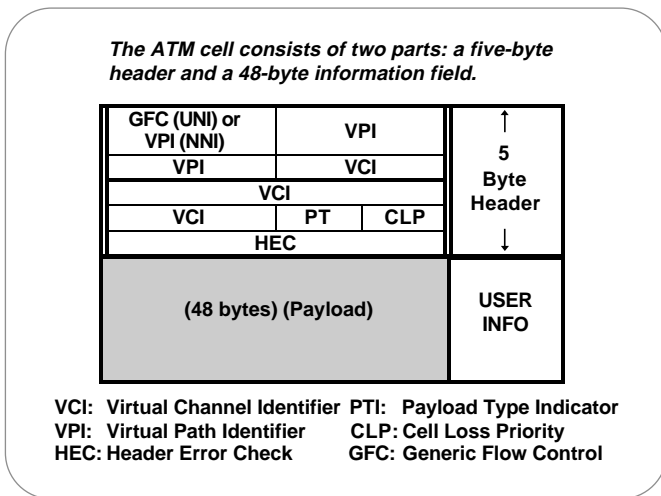 The ATM cell consists of two parts: a five-byte
header and a 48-byte information field.
GFC (UNI) or
VPI (NNI)
VPI
VPI
VCI
VCI
VCI
PT
CLP
HEC
5
Byte
Header
(48 bytes) (Payload)
USER
INFO
VCI: Virtual Channel Identifier PTI: Payload Type Indicator
VPI: Virtual Path Identifier CLP: Cell Loss Priority
HEC: Header Error Check GFC: Generic Flow Control